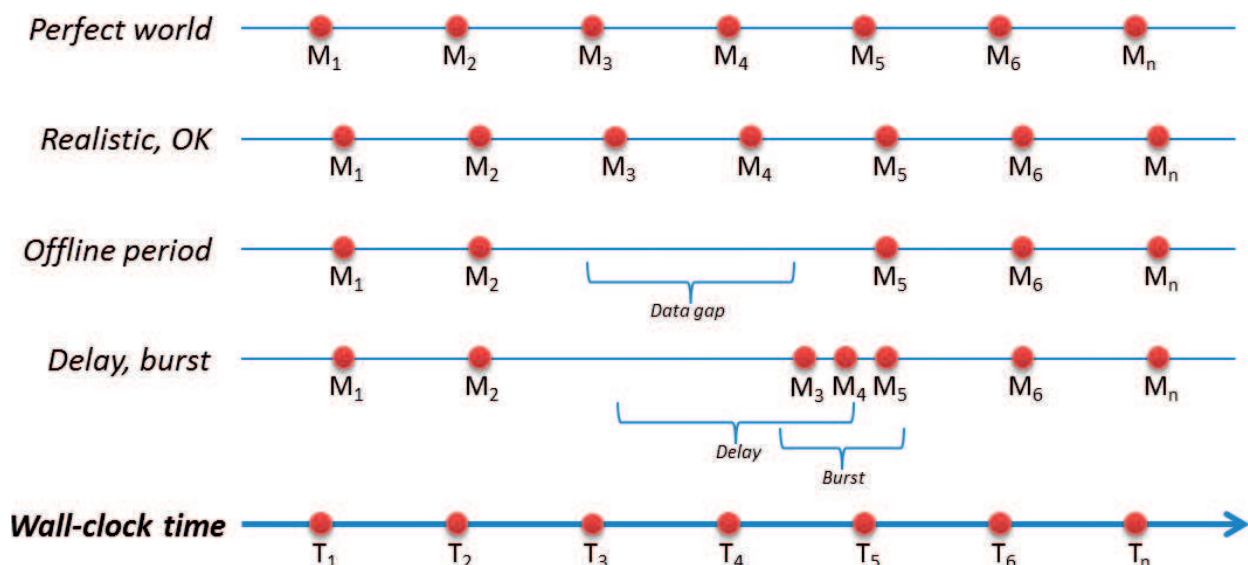 Perfect world
M₁ M₂ M₃ M₄ M₅ M₆ Mₙ
Realistic, OK
M₁ M₂ M₃ M₄ M₅ M₆ Mₙ
Offline period
M₁ M₂ M₅ M₆ Mₙ
Data gap
Delay, burst
M₁ M₂ M₃ M₄ M₅ M₆ Mₙ
Delay
Burst
Wall-clock time
T₁ T₂ T₃ T₄ T₅ T₆ Tₙ